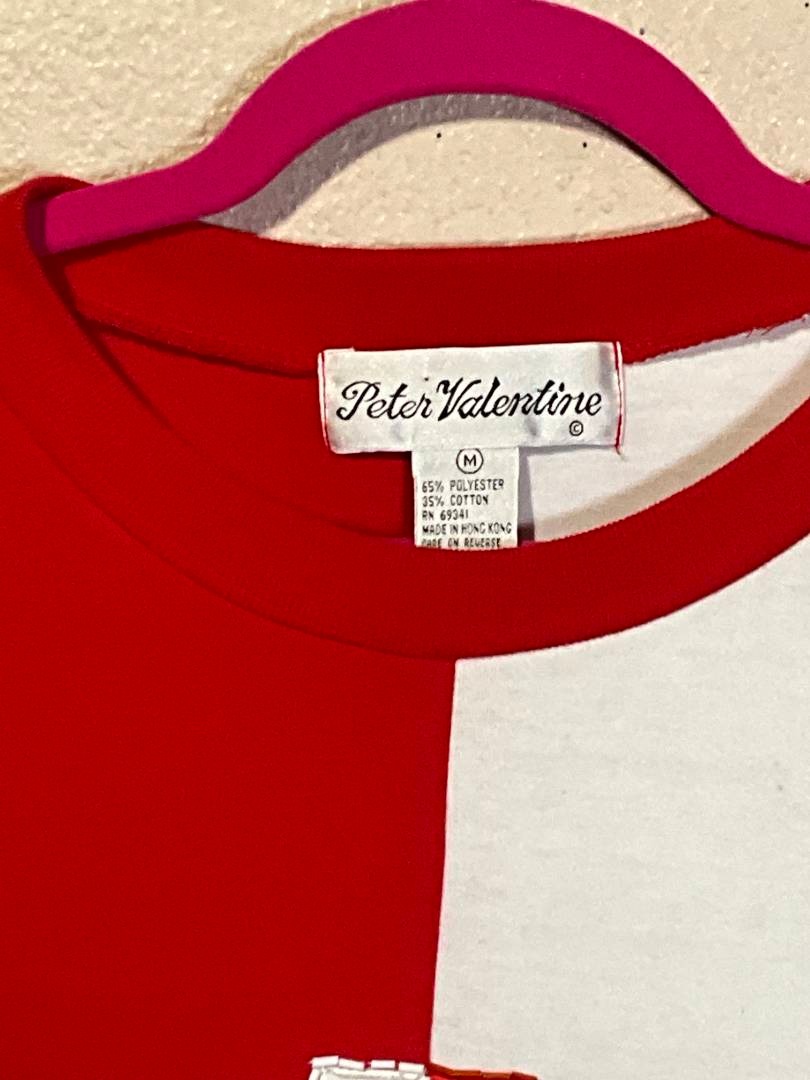 Peter Valentine
©
M
65% POLYESTER
35% COTTON
RN 69341
MADE IN HONG KONG
CARE ON REVERSE